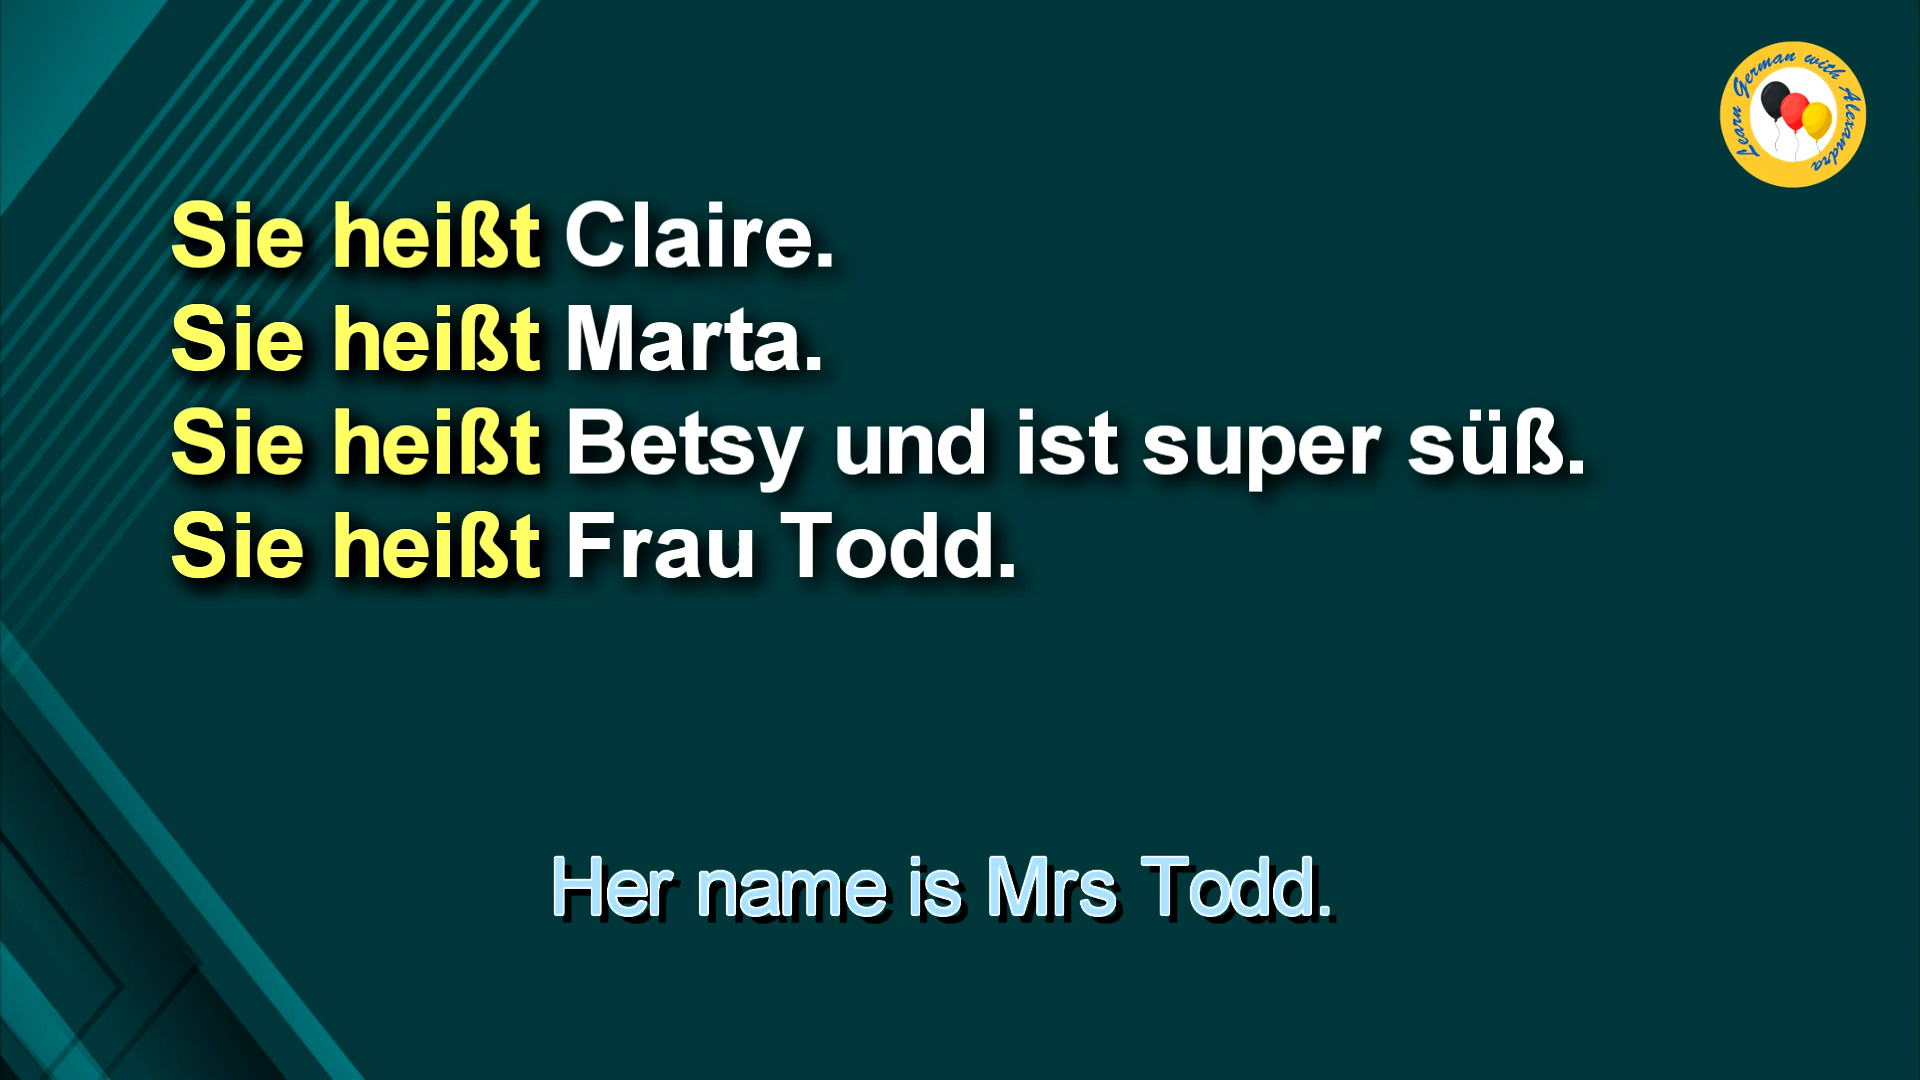 Learn German with Alexandra
Sie heißt Claire.
Sie heißt Marta.
Sie heißt Betsy und ist super süß.
Sie heißt Frau Todd.
Her name is Mrs Todd.